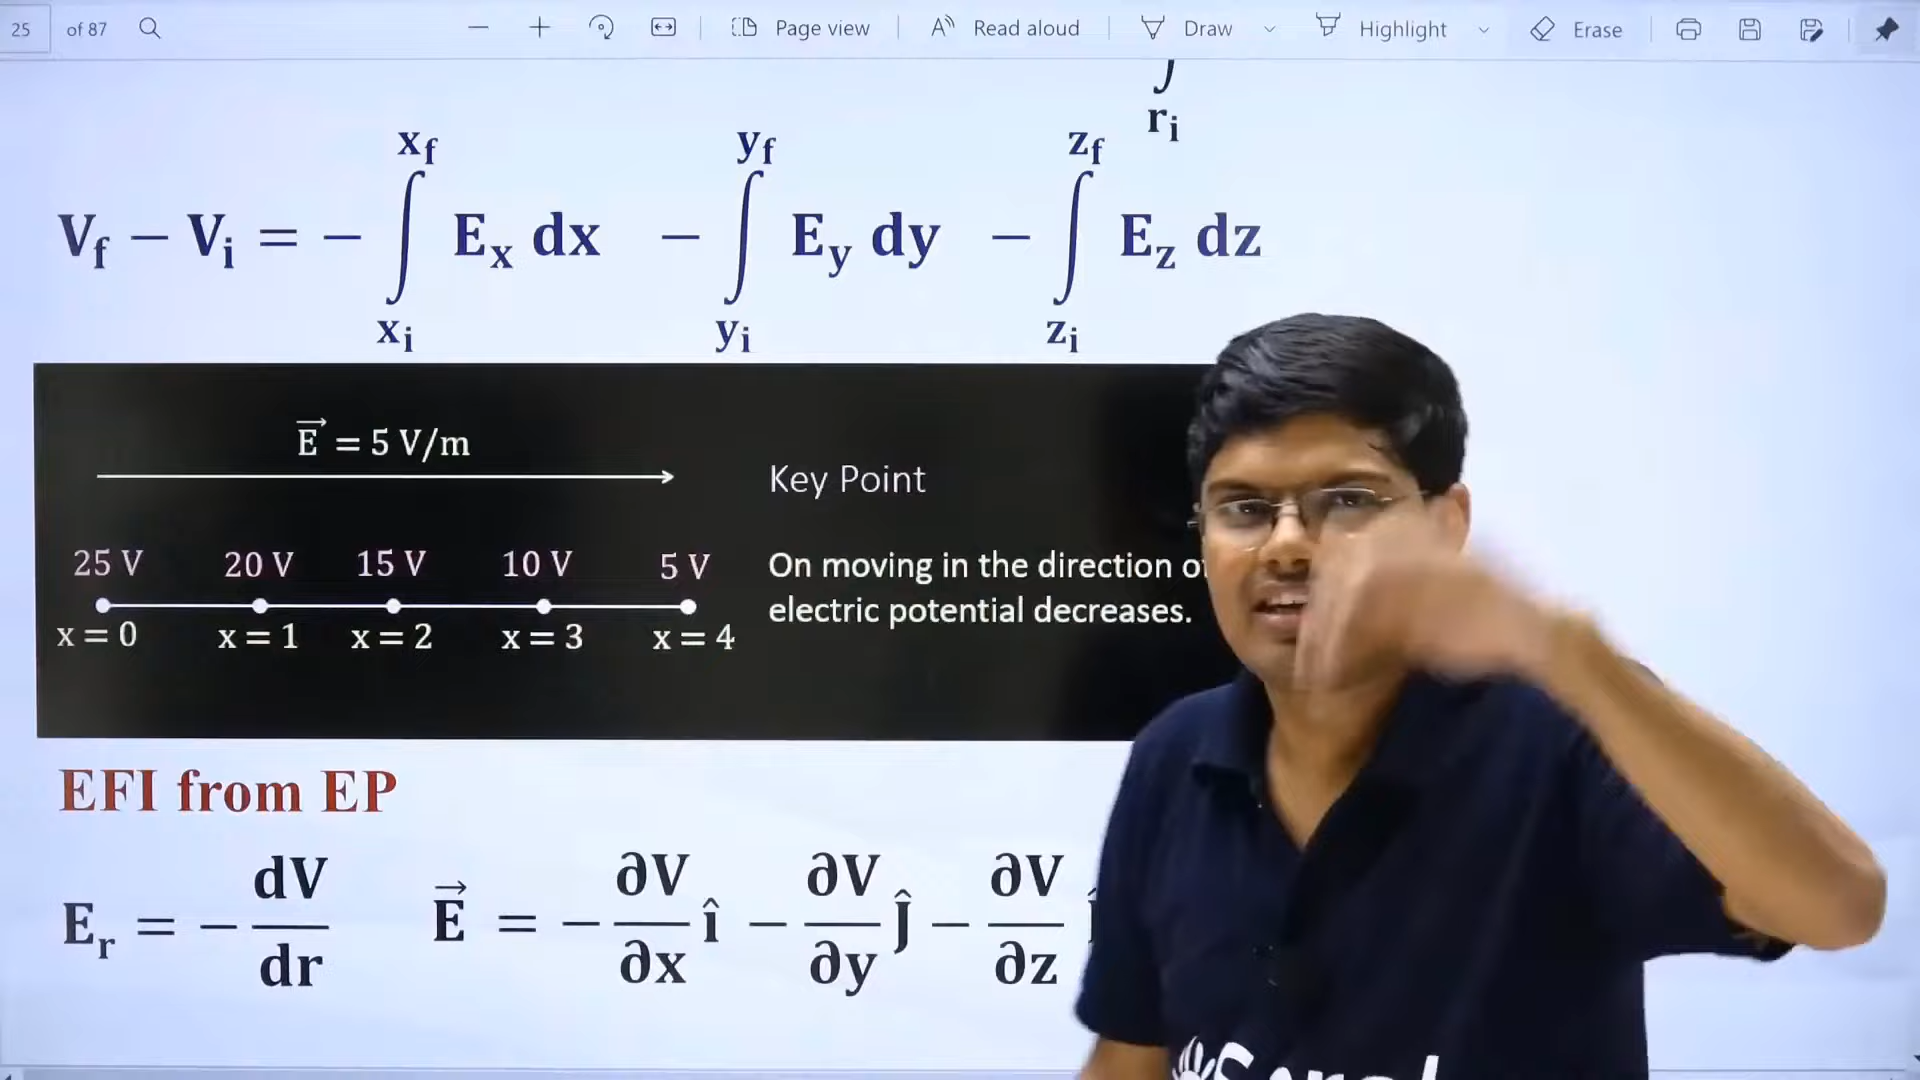 25 of 87 Page view Read aloud Draw Highlight Erase
r_i
V_f − V_i = − ∫_{x_i}^{x_f} E_x dx − ∫_{y_i}^{y_f} E_y dy − ∫_{z_i}^{z_f} E_z dz
E⃗ = 5 V/m
Key Point
25 V 20 V 15 V 10 V 5 V
x = 0 x = 1 x = 2 x = 3 x = 4
On moving in the direction
electric potential decreases.
EFI from EP
E_r = − dV/dr
E⃗ = − ∂V/∂x î − ∂V/∂y ĵ − ∂V/∂z